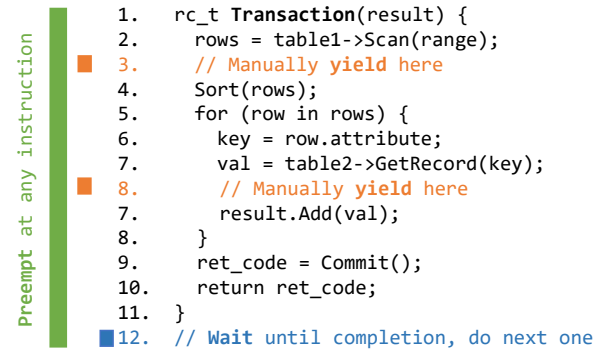 Preempt at any instruction
1. rc_t Transaction(result) {
2. rows = table1->Scan(range);
3. // Manually yield here
4. Sort(rows);
5. for (row in rows) {
6. key = row.attribute;
7. val = table2->GetRecord(key);
8. // Manually yield here
7. result.Add(val);
8. }
9. ret_code = Commit();
10. return ret_code;
11. }
12. // Wait until completion, do next one